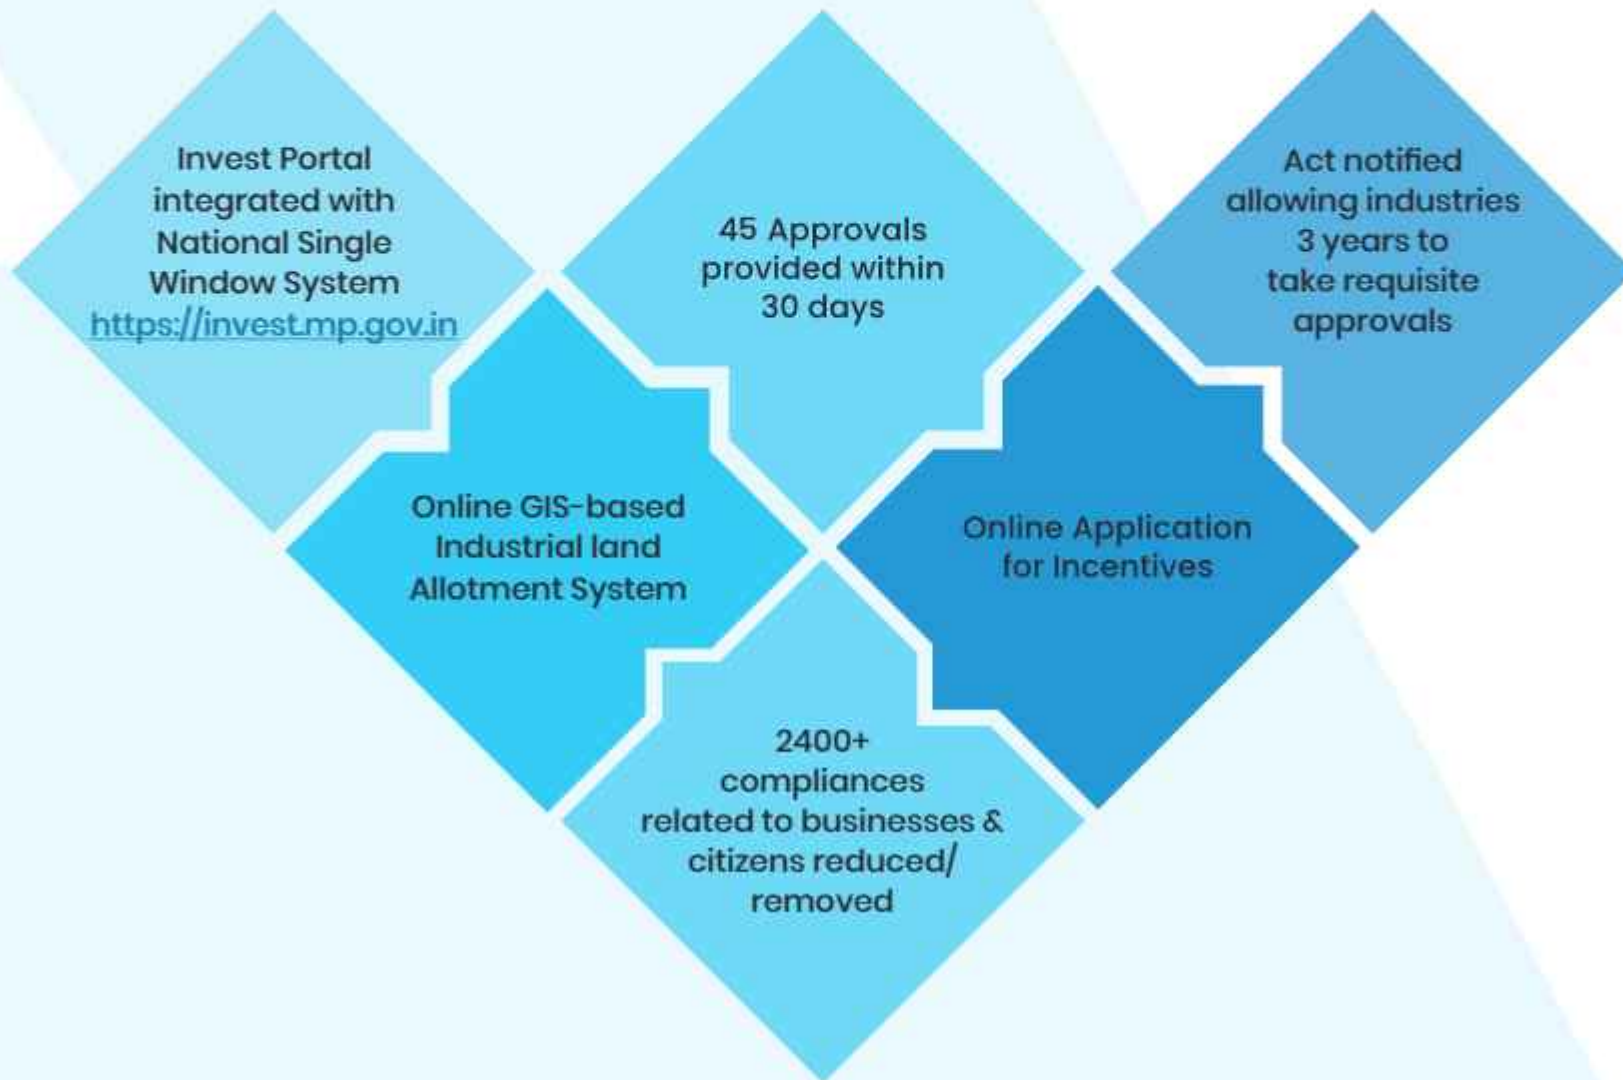 Invest Portal
integrated with
National Single
Window System
https://invest.mp.gov.in
45 Approvals
provided within
30 days
Act notified
allowing industries
3 years to
take requisite
approvals
Online GIS-based
Industrial land
Allotment System
Online Application
for Incentives
2400+
compliances
related to businesses &
citizens reduced/
removed